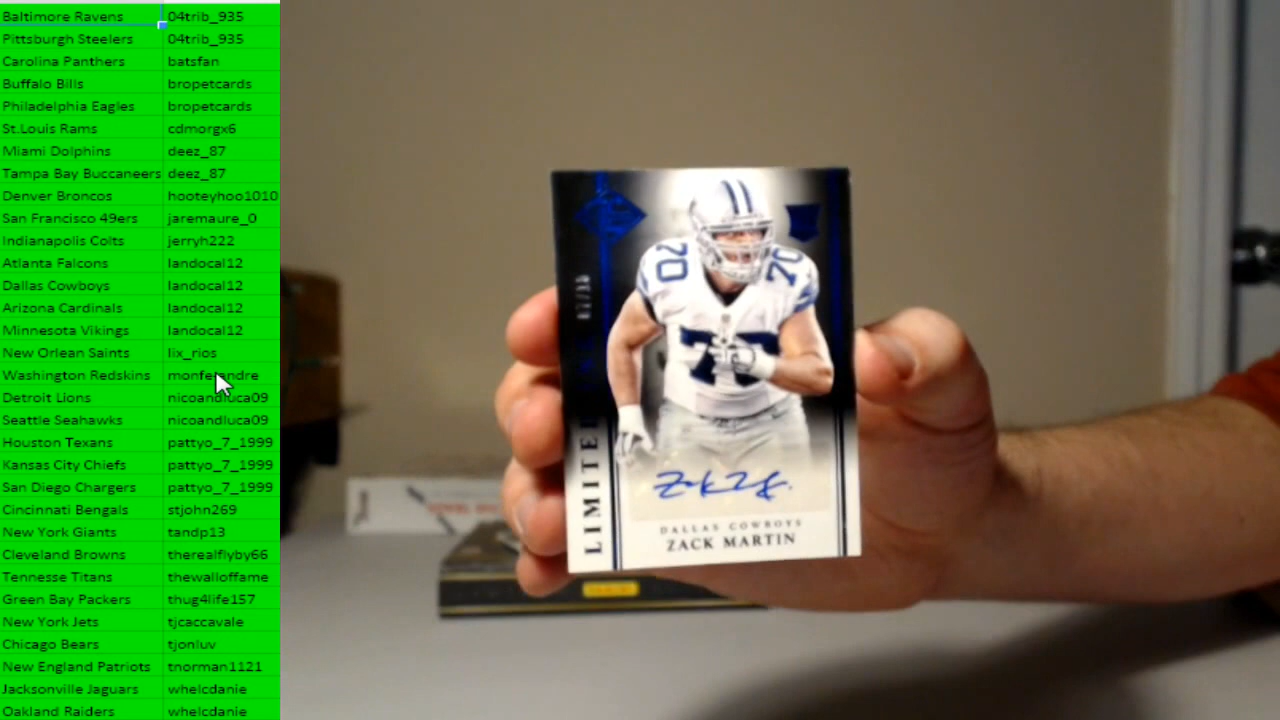 Baltimore Ravens 04trib_935
Pittsburgh Steelers 04trib_935
Carolina Panthers batsfan
Buffalo Bills bropetcards
Philadelphia Eagles bropetcards
St.Louis Rams cdmorgx6
Miami Dolphins deez_87
Tampa Bay Buccaneers deez_87
Denver Broncos hooteyhoo1010
San Francisco 49ers jaremaure_0
Indianapolis Colts jerryh222
Atlanta Falcons landocal12
Dallas Cowboys landocal12
Arizona Cardinals landocal12
Minnesota Vikings landocal12
New Orlean Saints lix_rios
Washington Redskins
Detroit Lions nicoandluca09
Seattle Seahawks nicoandluca09
Houston Texans pattyo_7_1999
Kansas City Chiefs pattyo_7_1999
San Diego Chargers pattyo_7_1999
Cincinnati Bengals stjohn269
New York Giants tandp13
Cleveland Browns therealflyby66
Tennesse Titans thewalloffame
Green Bay Packers thug4life157
New York Jets tjcaccavale
Chicago Bears tjonluv
New England Patriots tnorman1121
Jacksonville Jaguars whelcdanie
Oakland Raiders whelcdanie
70
70
70
LIMITED
DALLAS COWBOYS
ZACK MARTIN
PANINI